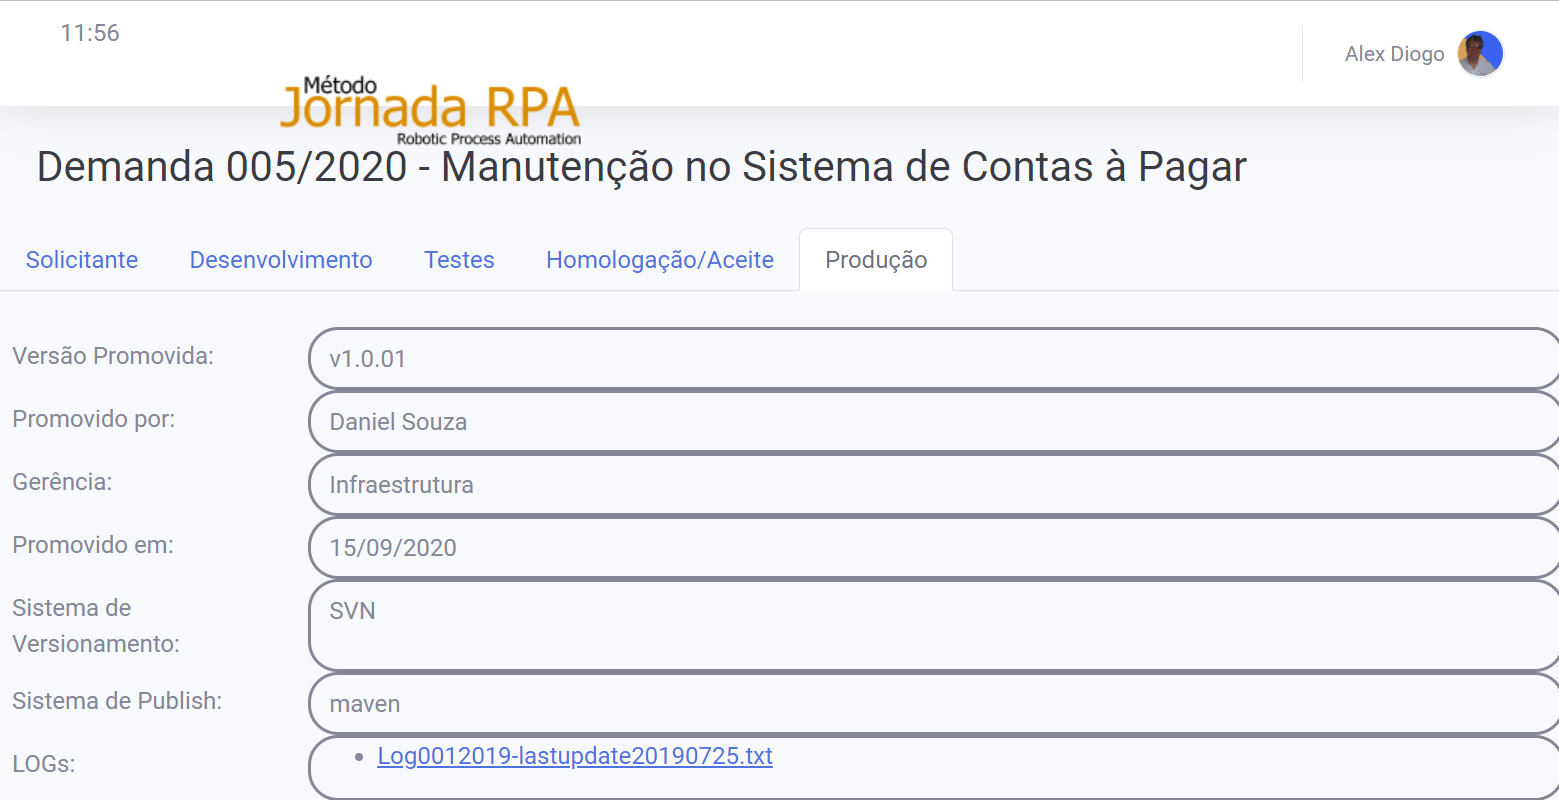 11:56
Alex Diogo
Método
Jornada RPA
Robotic Process Automation
Demanda 005/2020 - Manutenção no Sistema de Contas à Pagar
Solicitante Desenvolvimento Testes Homologação/Aceite Produção
Versão Promovida: v1.0.01
Promovido por: Daniel Souza
Gerência: Infraestrutura
Promovido em: 15/09/2020
Sistema de Versionamento: SVN
Sistema de Publish: maven
LOGs: Log0012019-lastupdate20190725.txt